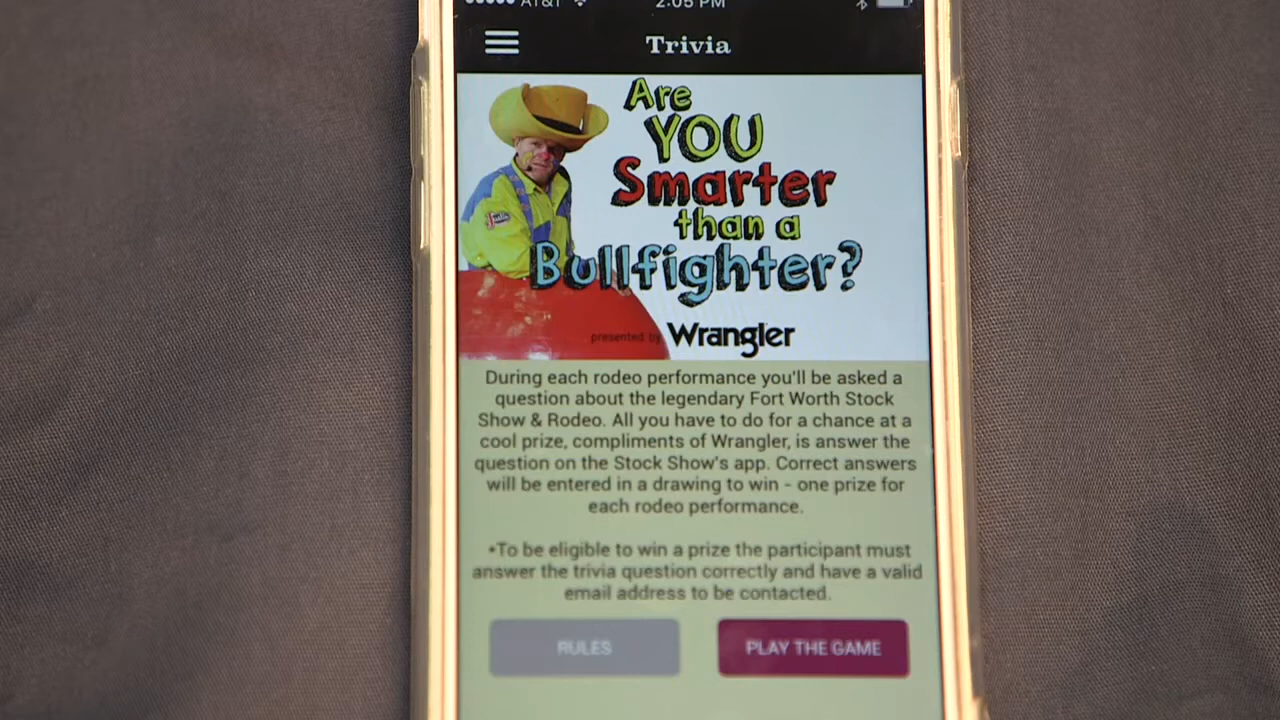 AT&T 2:05 PM
Trivia
Are
YOU
Smarter
than a
Bullfighter?
presented by Wrangler
During each rodeo performance you'll be asked a
question about the legendary Fort Worth Stock
Show & Rodeo. All you have to do for a chance at a
cool prize, compliments of Wrangler, is answer the
question on the Stock Show's app. Correct answers
will be entered in a drawing to win - one prize for
each rodeo performance.
•To be eligible to win a prize the participant must
answer the trivia question correctly and have a valid
email address to be contacted.
RULES PLAY THE GAME